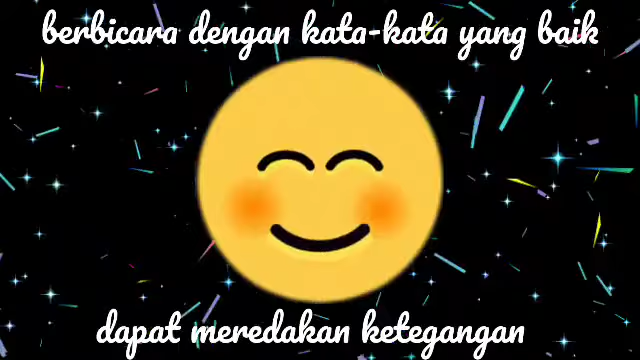 berbicara dengan kata-kata yang baik
dapat meredakan ketegangan